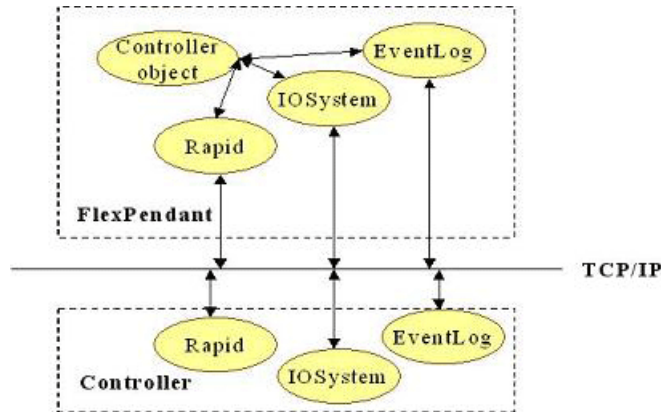 Controller
object
EventLog
IOSystem
Rapid
FlexPendant
TCP/IP
Rapid
EventLog
IOSystem
Controller